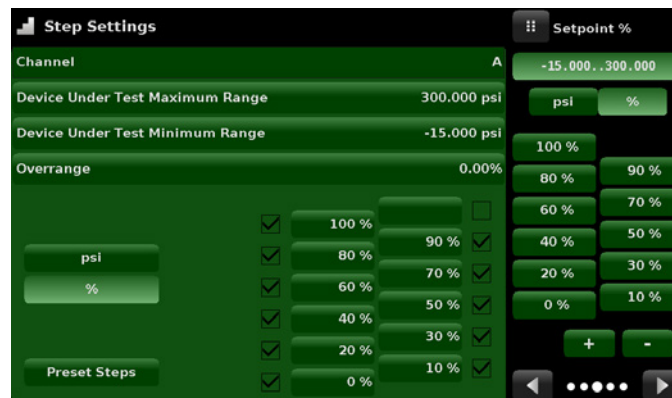 Step Settings
Setpoint %
Channel A
-15.000..300.000
Device Under Test Maximum Range 300.000 psi
psi %
Device Under Test Minimum Range -15.000 psi
100 %
Overrange 0.00%
80 % 90 %
60 % 70 %
40 % 50 %
20 % 30 %
0 % 10 %
100 %
90 %
psi
80 %
70 %
%
60 %
50 %
40 %
30 %
20 %
10 %
Preset Steps
0 %
+ -